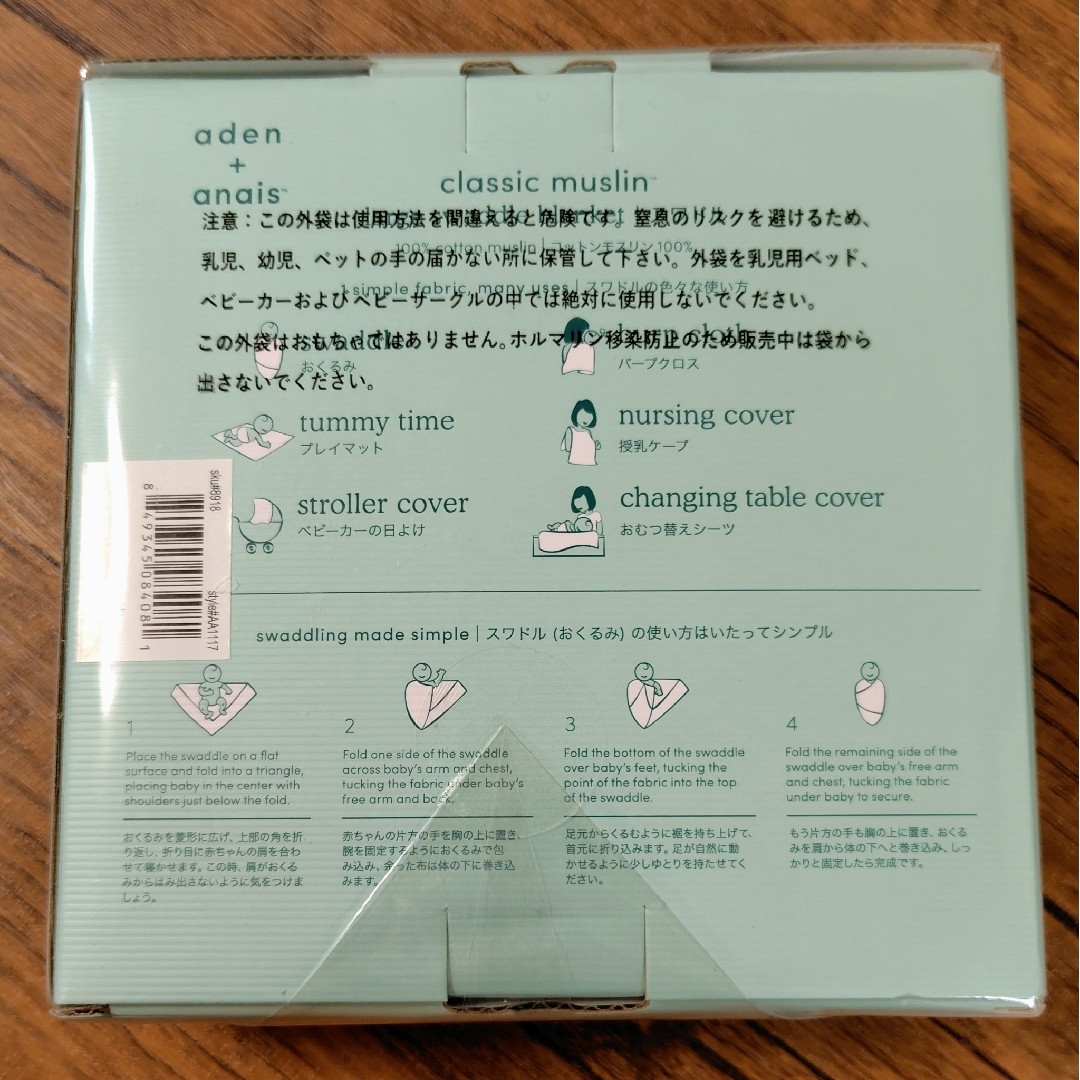 aden
+
anais™
classic muslin™
swaddle blanket | スワドル
注意：この外袋は使用方法を間違えると危険です。窒息のリスクを避けるため、
100% cotton muslin | コットンモスリン 100%
乳児、幼児、ペットの手の届かない所に保管して下さい。外袋を乳児用ベッド、
1 simple fabric, many uses | スワドルの色々な使い方
ベビーカーおよびベビーサークルの中では絶対に使用しないでください。
swaddle
burp cloth
この外袋はおもちゃではありません。ホルマリン移染防止のため販売中は袋から
おくるみ
バープクロス
出さないでください。
tummy time
プレイマット
nursing cover
授乳ケープ
stroller cover
ベビーカーの日よけ
changing table cover
おむつ替えシーツ
sku#8918
8 49345 08408 1
style#AA1117
swaddling made simple | スワドル (おくるみ) の使い方はいたってシンプル
1
Place the swaddle on a flat
surface and fold into a triangle,
placing baby in the center with
shoulders just below the fold.
おくるみを菱形に広げ、上部の角を折
り返し、折り目に赤ちゃんの肩を合わ
せて寝かせます。この時、肩がおくる
みからはみ出さないように気をつけま
しょう。
2
Fold one side of the swaddle
across baby's arm and chest,
tucking the fabric under baby's
free arm and back.
赤ちゃんの片方の手を胸の上に置き、
腕を固定するようにおくるみで包
み込み、余った布は体の下に巻き込
みます。
3
Fold the bottom of the swaddle
over baby's feet, tucking the
point of the fabric into the top
of the swaddle.
足元からくるむように裾を持ち上げて、
首元に折り込みます。足が自然に動
かせるように少しゆとりを持たせてく
ださい。
4
Fold the remaining side of the
swaddle over baby's free arm
and chest, tucking the fabric
under baby to secure.
もう片方の手も胸の上に置き、おくる
みを肩から体の下へと巻き込み、しっ
かりと固定したら完成です。